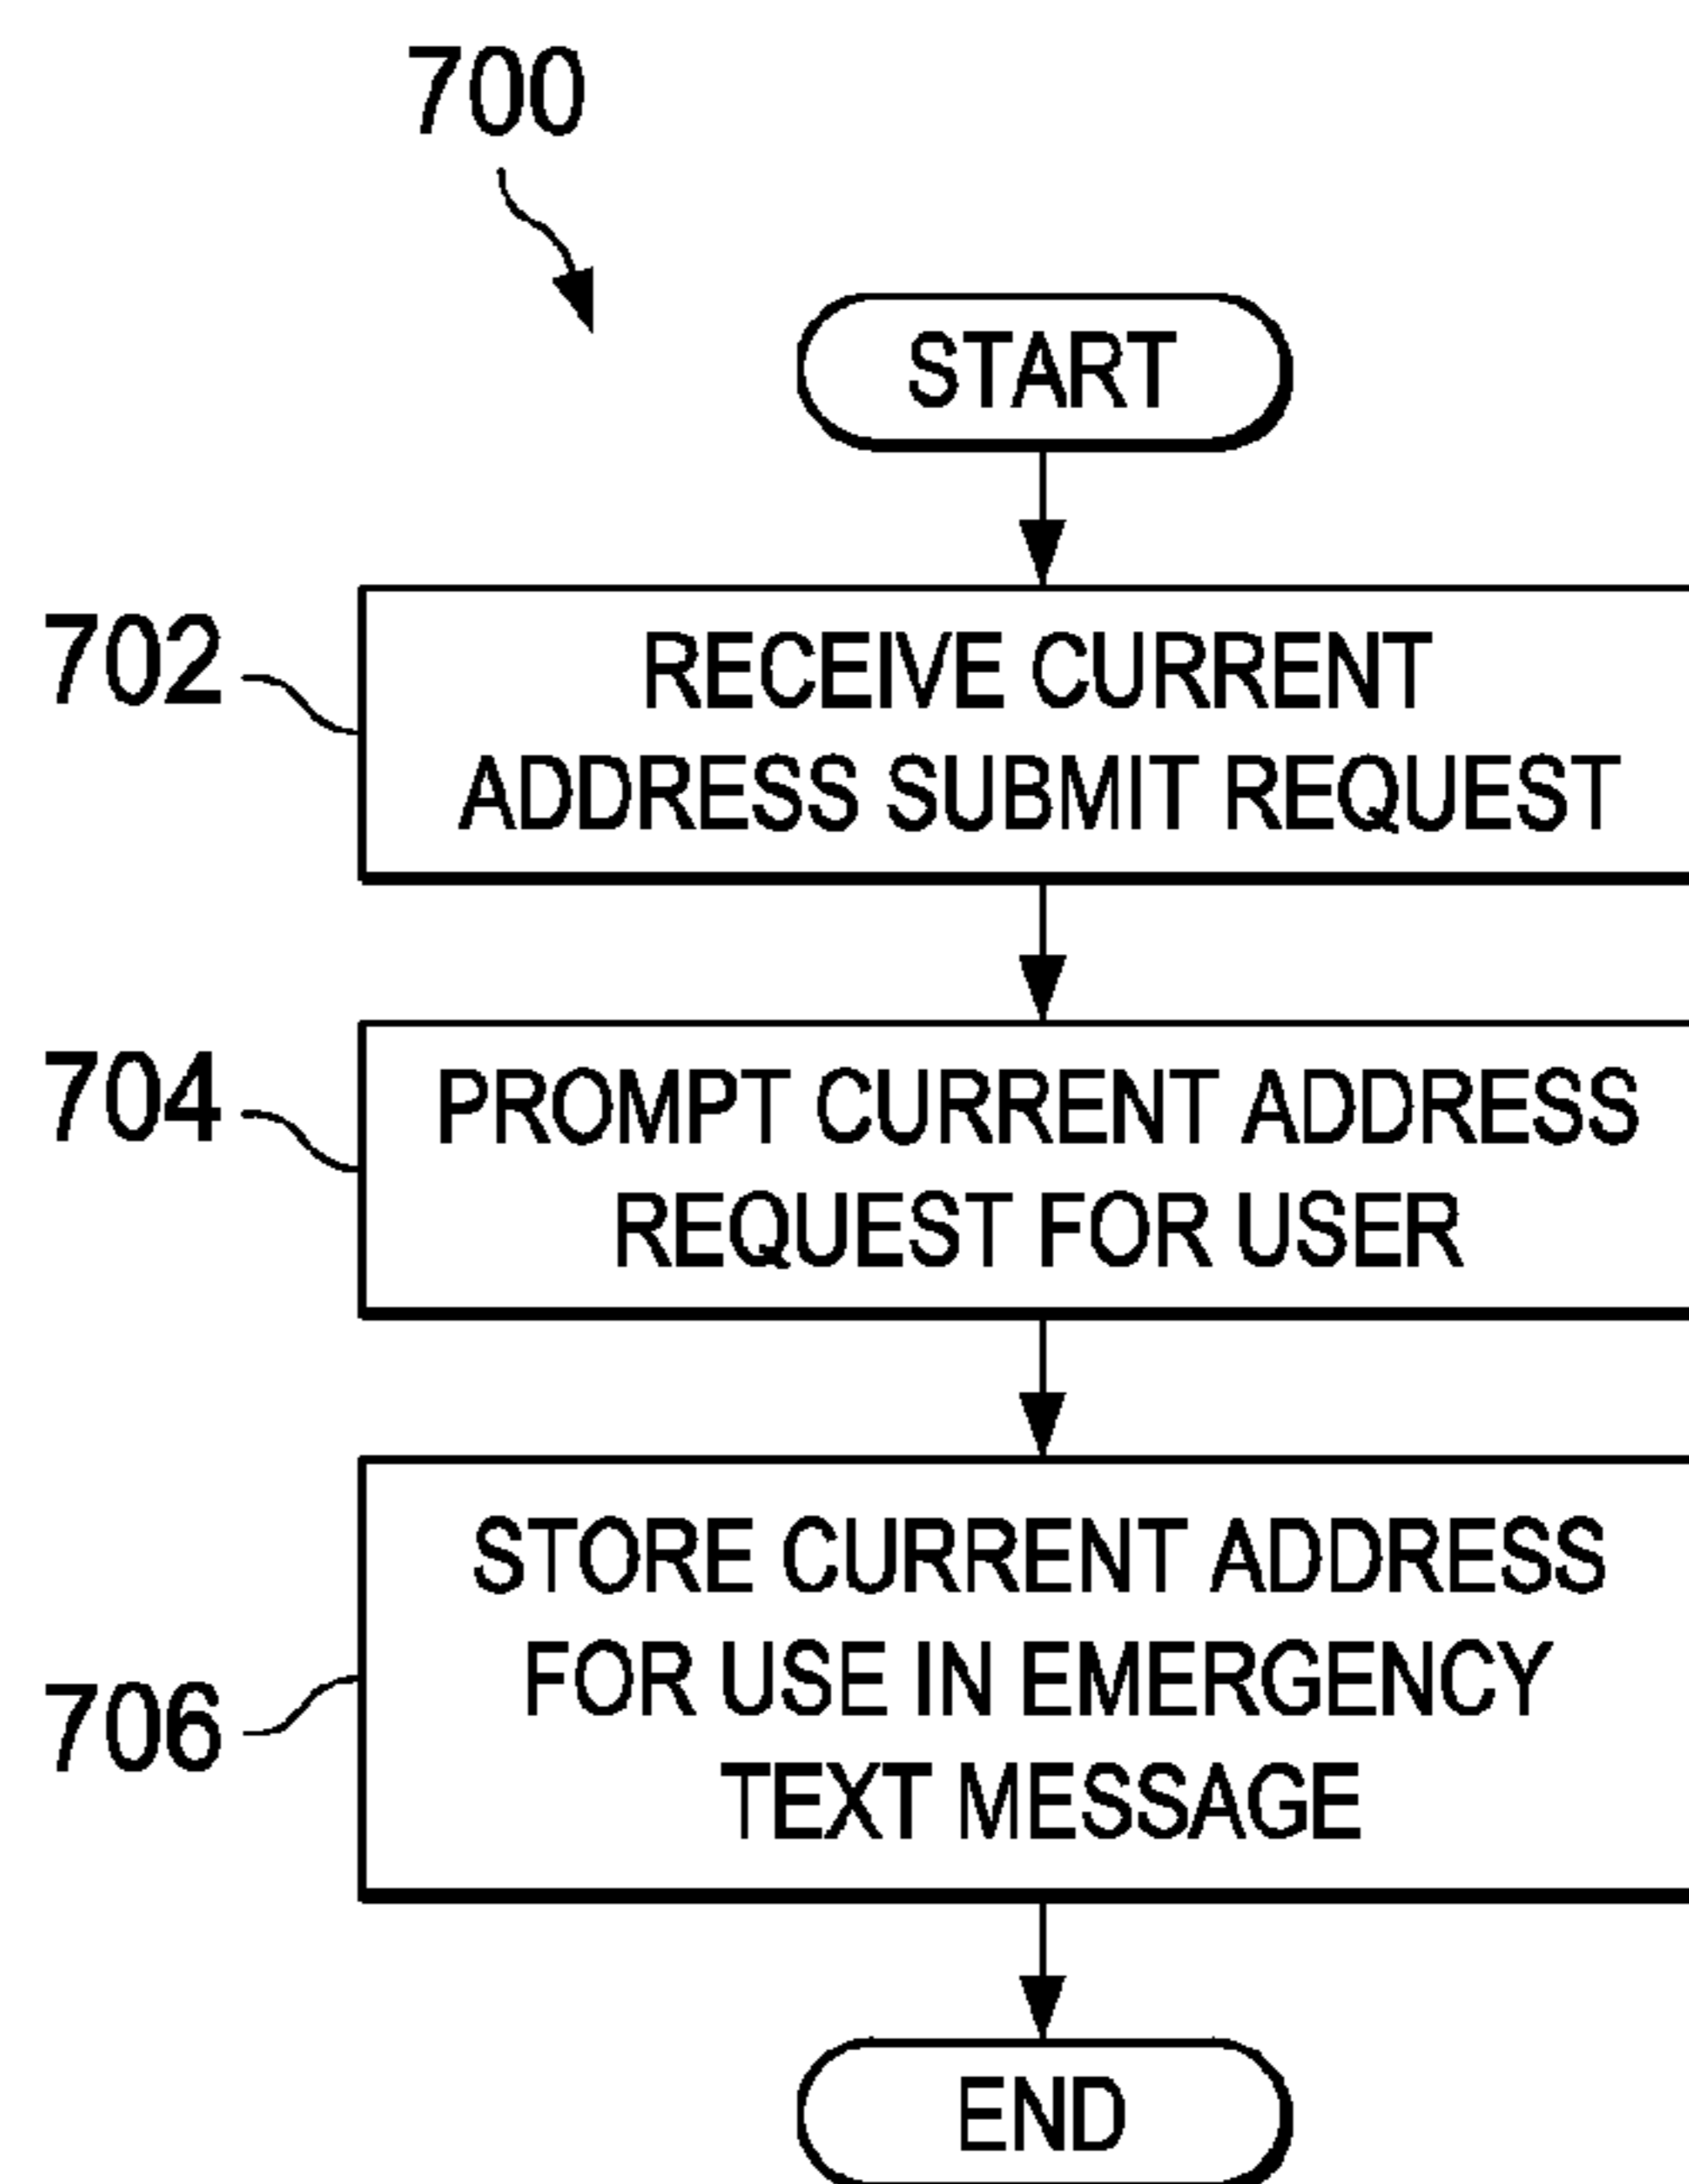 700
START
702
RECEIVE CURRENT
ADDRESS SUBMIT REQUEST
704
PROMPT CURRENT ADDRESS
REQUEST FOR USER
706
STORE CURRENT ADDRESS
FOR USE IN EMERGENCY
TEXT MESSAGE
END